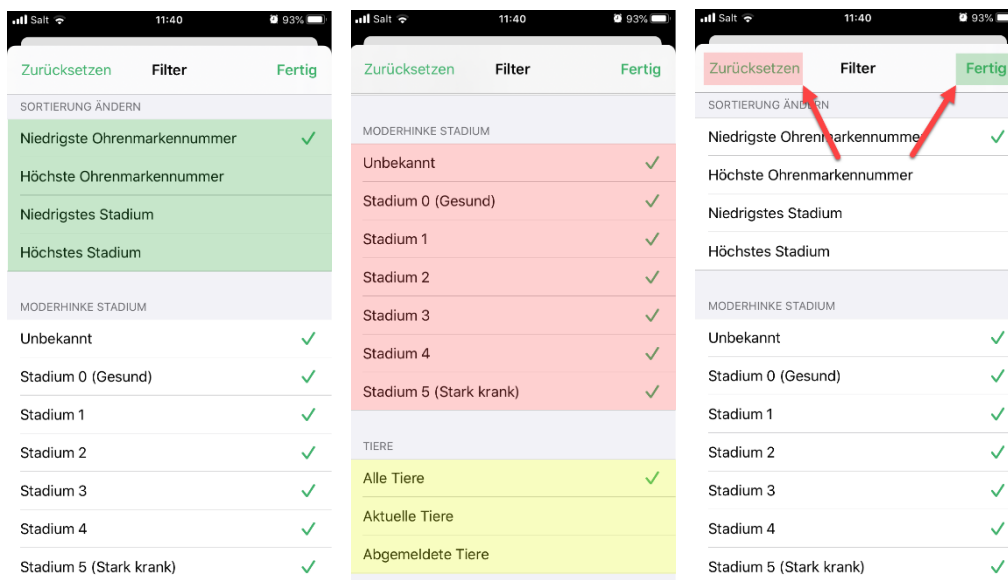 Salt 11:40 93%
Zurücksetzen Filter Fertig
SORTIERUNG ÄNDERN
Niedrigste Ohrenmarkennummer
Höchste Ohrenmarkennummer
Niedrigstes Stadium
Höchstes Stadium
MODERHINKE STADIUM
Unbekannt
Stadium 0 (Gesund)
Stadium 1
Stadium 2
Stadium 3
Stadium 4
Stadium 5 (Stark krank)
Salt 11:40 93%
Zurücksetzen Filter Fertig
MODERHINKE STADIUM
Unbekannt
Stadium 0 (Gesund)
Stadium 1
Stadium 2
Stadium 3
Stadium 4
Stadium 5 (Stark krank)
TIERE
Alle Tiere
Aktuelle Tiere
Abgemeldete Tiere
Salt 11:40 93%
Zurücksetzen Filter Fertig
SORTIERUNG ÄNDERN
Niedrigste Ohrenmarkennummer
Höchste Ohrenmarkennummer
Niedrigstes Stadium
Höchstes Stadium
MODERHINKE STADIUM
Unbekannt
Stadium 0 (Gesund)
Stadium 1
Stadium 2
Stadium 3
Stadium 4
Stadium 5 (Stark krank)